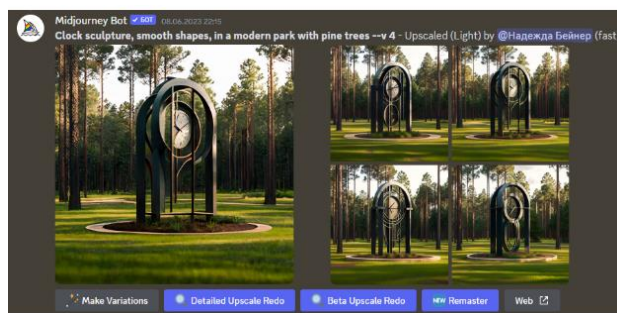 Midjourney Bot ✓ БОТ 08.06.2023 22:15
Clock sculpture, smooth shapes, in a modern park with pine trees --v 4 - Upscaled (Light) by @Надежда Бейнер (fast
Make Variations
Detailed Upscale Redo
Beta Upscale Redo
NEW Remaster
Web